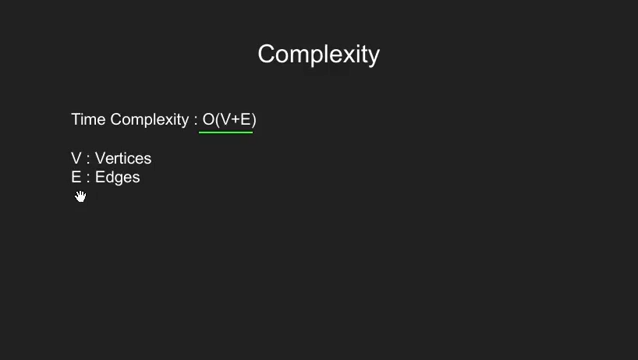 Complexity
Time Complexity : O(V+E)
V : Vertices
E : Edges